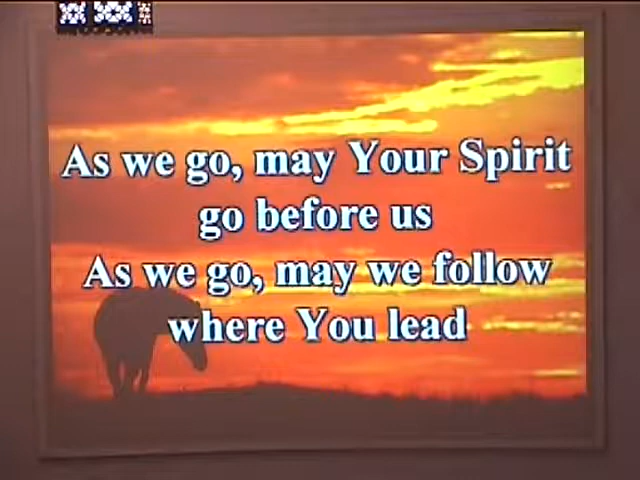 As we go, may Your Spirit
go before us
As we go, may we follow
where You lead